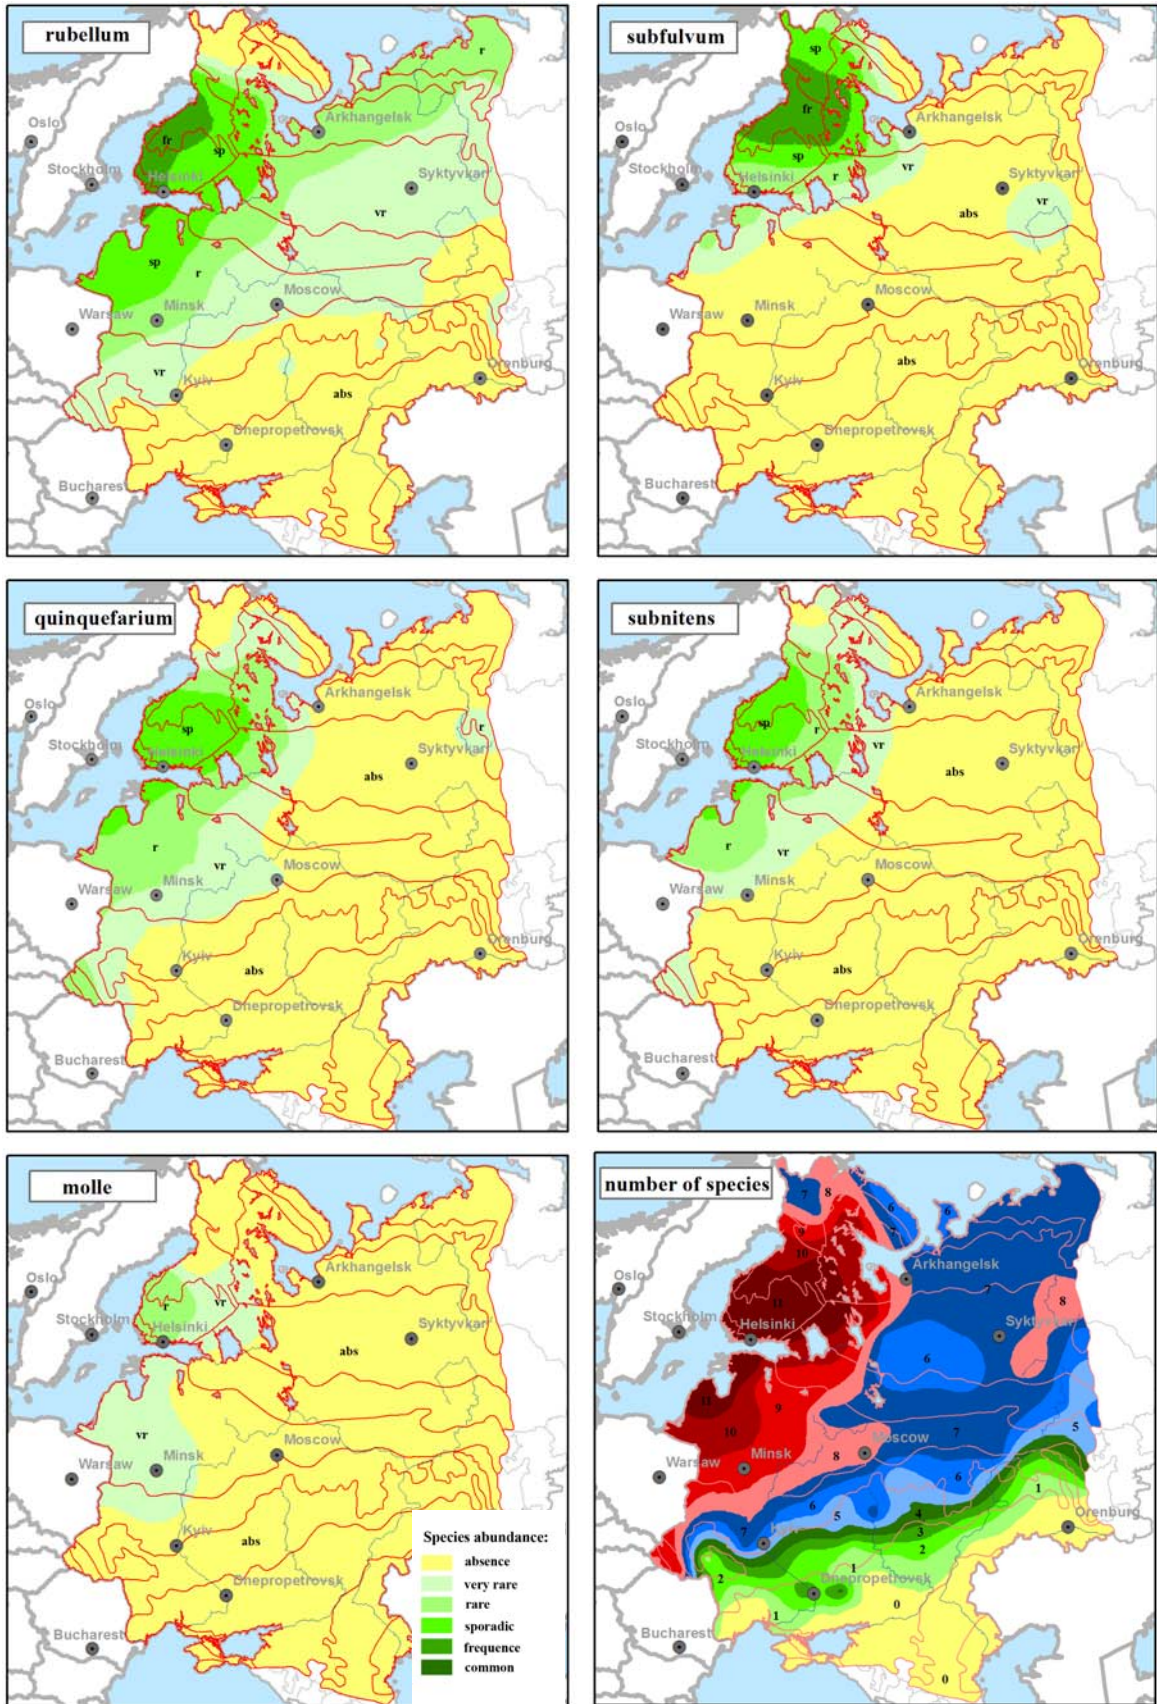 rubellum
r
Oslo
Arkhangelsk
fr
sp
Stockholm
Helsinki
Syktyvkar
vr
sp
r
Moscow
Minsk
Warsaw
vr
Kyiv
Orenburg
abs
Dnepropetrovsk
Bucharest
subfulvum
sp
fr
Oslo
Arkhangelsk
sp
vr
r
Stockholm
Helsinki
Syktyvkar
abs
vr
Moscow
Minsk
Warsaw
abs
Orenburg
Kyiv
Dnepropetrovsk
Bucharest
quinquefarium
Arkhangelsk
Oslo
sp
r
Stockholm
Helsinki
Syktyvkar
abs
r
vr
Moscow
Minsk
Warsaw
Orenburg
Kyiv
abs
Dnepropetrovsk
Bucharest
subnitens
Arkhangelsk
Oslo
sp
r
vr
Stockholm
Helsinki
Syktyvkar
abs
r
vr
Moscow
Minsk
Warsaw
Orenburg
Kyiv
abs
Dnepropetrovsk
Bucharest
molle
Arkhangelsk
Oslo
r
vr
Stockholm
Helsinki
Syktyvkar
abs
vr
Moscow
Minsk
Warsaw
Kyiv
abs
Dnepropetrovsk
Bucharest
Species abundance:
absence
very rare
rare
sporadic
frequence
common
number of species
7
8
6
6
9
7
10
Arkhangelsk
Oslo
11
7
8
Stockholm
Helsinki
Syktyvkar
6
11
9
10
7
5
Moscow
8
Minsk
Warsaw
6
1
6
5
4
Orenburg
7
3
2
1
2
Dnepropetrovsk
0
1
Bucharest
0